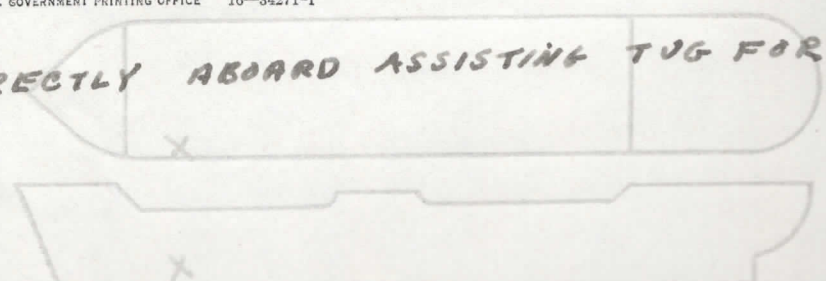 GOVERNMENT PRINTING OFFICE 16—34271-1
RECTLY ABOARD ASSISTING TUG FOR
X
X